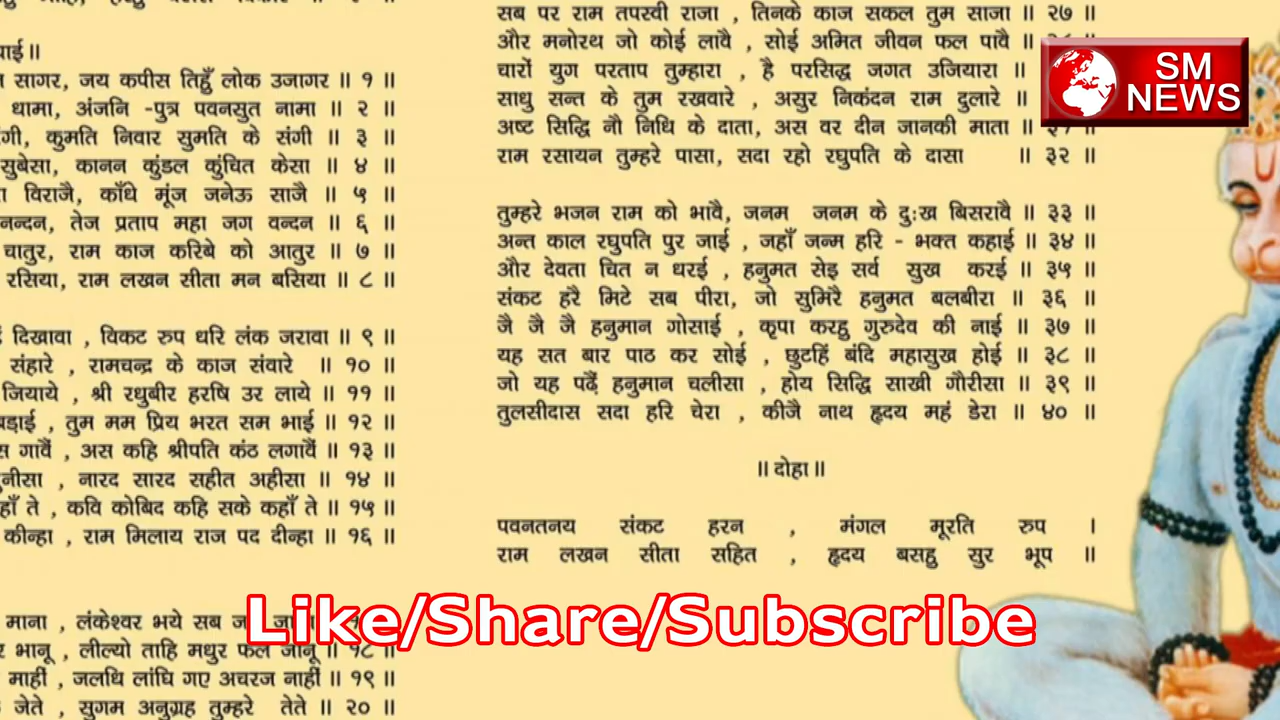 पाई॥
सागर, जय कपीस तिहुँ लोक उजागर ॥ १ ॥
धामा, अंजनि -पुत्र पवनसुत नामा ॥ २ ॥
गी, कुमति निवार सुमति के संगी ॥ ३ ॥
सुबेसा, कानन कुंडल कुंचित केसा ॥ ४ ॥
विराजै, काँधे मूंज जनेऊ साजै ॥ ५ ॥
नन्दन, तेज प्रताप महा जग वन्दन ॥ ६ ॥
चातुर, राम काज करिबे को आतुर ॥ ७ ॥
रसिया, राम लखन सीता मन बसिया ॥ ८ ॥
दिखावा , विकट रुप धरि लंक जरावा ॥ ९ ॥
संहारे , रामचन्द्र के काज संवारे ॥ १० ॥
जियाये , श्री रधुबीर हरषि उर लाये ॥ ११ ॥
बड़ाई , तुम मम प्रिय भरत सम भाई ॥ १२ ॥
गावैं , अस कहि श्रीपति कंठ लगावैं ॥ १३ ॥
नीसा , नारद सारद सहीत अहीसा ॥ १४ ॥
हाँ ते , कवि कोबिद कहि सके कहाँ ते ॥ १५ ॥
कीन्हा , राम मिलाय राज पद दीन्हा ॥ १६ ॥
माना , लंकेश्वर भये सब
भानू , लील्यो ताहि मधुर फल जानू ॥ १८ ॥
माहीं , जलधि लांघि गए अचरज नाहीं ॥ १९ ॥
जेते , सुगम अनुग्रह तुम्हरे तेते ॥ २० ॥
सब पर राम तपस्वी राजा , तिनके काज सकल तुम साजा ॥ २७ ॥
और मनोरथ जो कोई लावै , सोई अमित जीवन फल पावै ॥
चारों युग परताप तुम्हारा , है परसिद्ध जगत उजियारा ॥
साधु सन्त के तुम रखवारे , असुर निकंदन राम दुलारे ॥
अष्ट सिद्धि नौ निधि के दाता, अस वर दीन जानकी माता ॥ ३१ ॥
राम रसायन तुम्हरे पासा, सदा रहो रघुपति के दासा ॥ ३२ ॥
तुम्हरे भजन राम को भावै, जनम जनम के दुःख बिसरावै ॥ ३३ ॥
अन्त काल रघुपति पुर जाई , जहाँ जन्म हरि - भक्त कहाई ॥ ३४ ॥
और देवता चित न धरई , हनुमत सेइ सर्व सुख करई ॥ ३५ ॥
संकट हरै मिटे सब पीरा, जो सुमिरै हनुमत बलबीरा ॥ ३६ ॥
जै जै जै हनुमान गोसाई , कृपा करहु गुरुदेव की नाई ॥ ३७ ॥
यह सत बार पाठ कर सोई , छुटहिं बंदि महासुख होई ॥ ३८ ॥
जो यह पढ़ैं हनुमान चलीसा , होय सिद्धि साखी गौरीसा ॥ ३९ ॥
तुलसीदास सदा हरि चेरा , कीजै नाथ हृदय महं डेरा ॥ ४० ॥
॥ दोहा ॥
पवनतनय संकट हरन , मंगल मूरति रुप ।
राम लखन सीता सहित , हृदय बसहु सुर भूप ॥
SM
NEWS
Like/Share/Subscribe